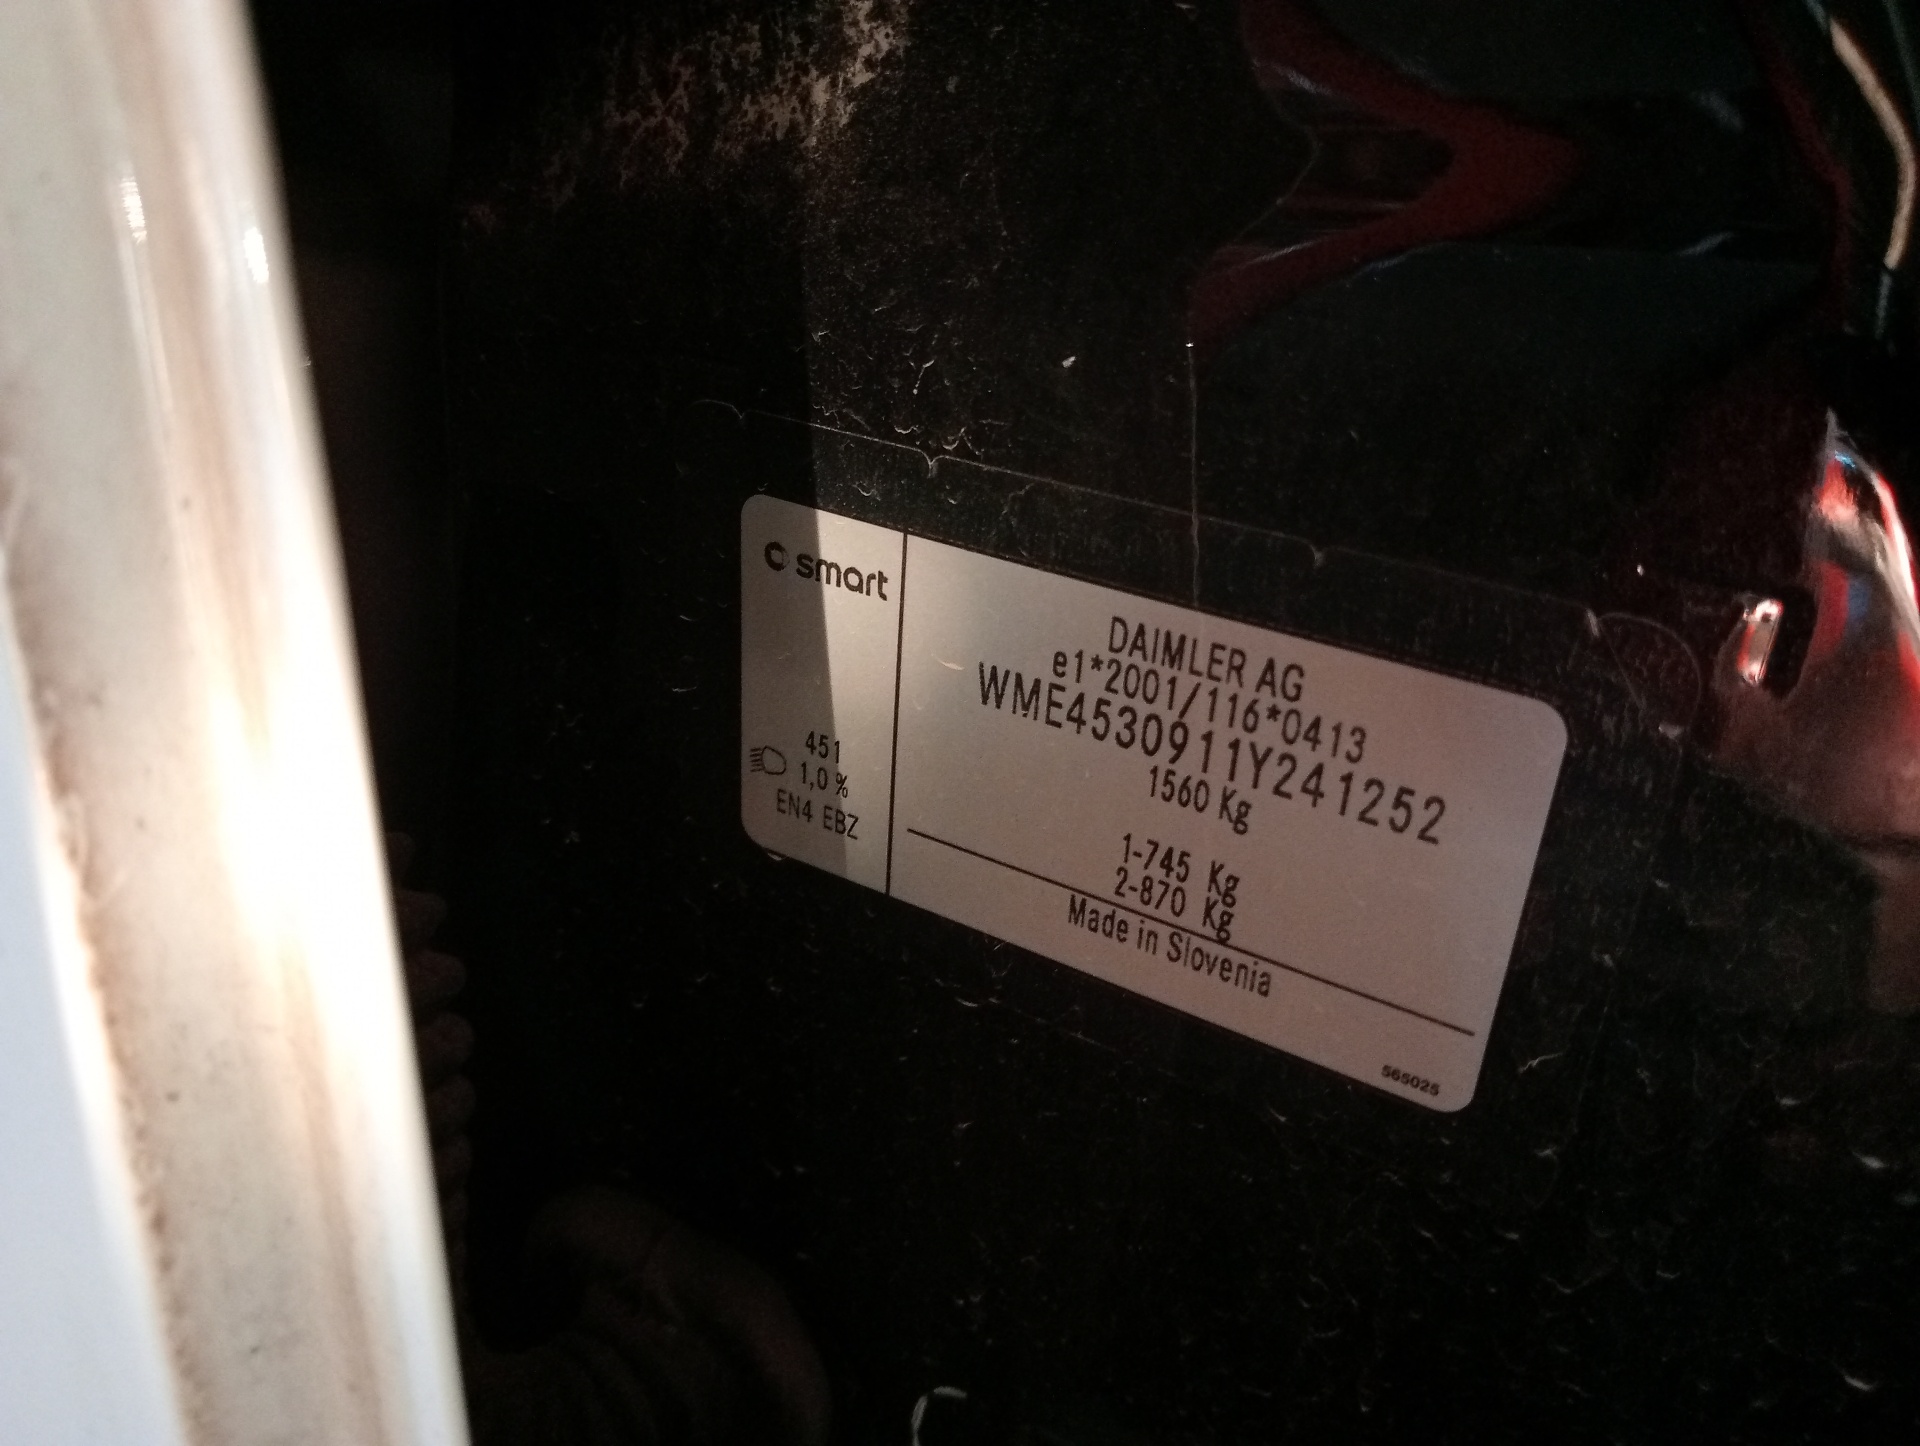 smart
451
1,0 %
EN4 EBZ
DAIMLER AG
e1*2001/116*0413
WME4530911Y241252
1560 Kg
1-745 Kg
2-870 Kg
Made in Slovenia
565025